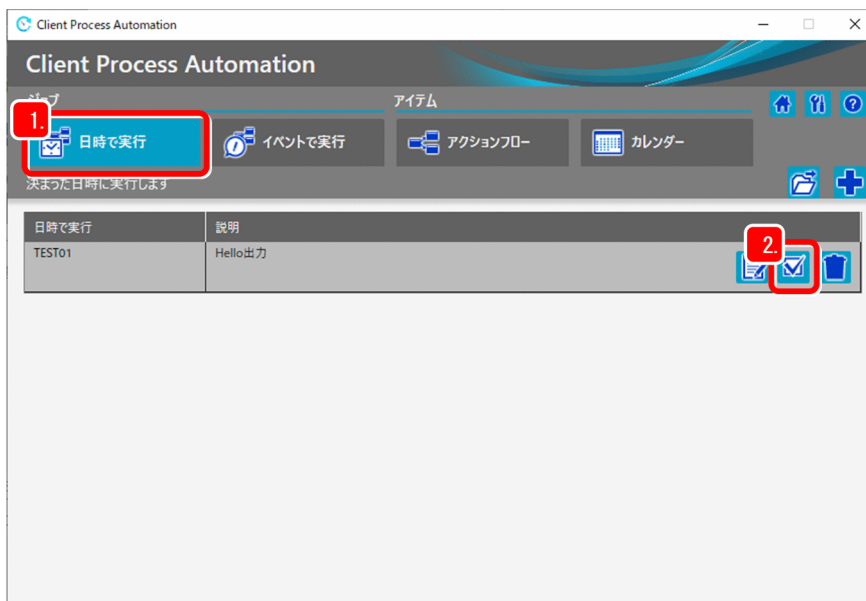 Client Process Automation
Client Process Automation
ジョブ
アイテム
1.
日時で実行
イベントで実行
アクションフロー
カレンダー
決まった日時に実行します
日時で実行
説明
TEST01
Hello出力
2.